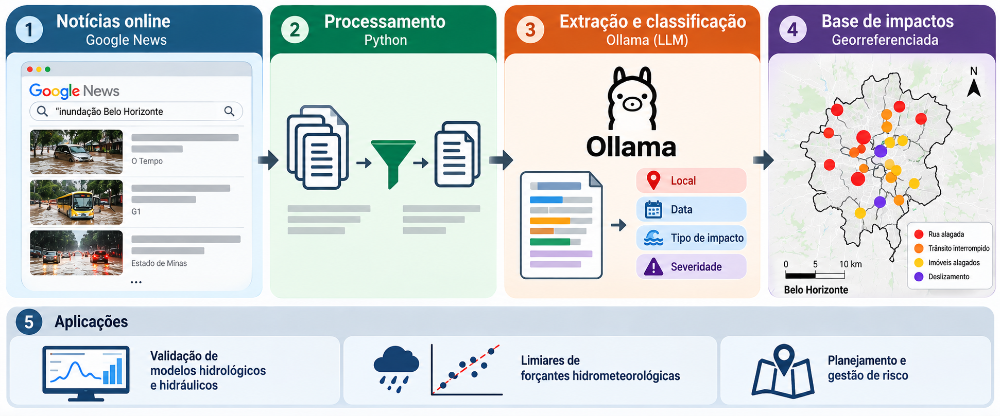 1
Notícias online
Google News
Google News
"inundação Belo Horizonte
O Tempo
G1
Estado de Minas
...
2
Processamento
Python
3
Extração e classificação
Ollama (LLM)
Ollama
Local
Data
Tipo de impacto
Severidade
4
Base de impactos
Georreferenciada
N
Rua alagada
Trânsito interrompido
Imóveis alagados
Deslizamento
0 5 10 km
Belo Horizonte
5
Aplicações
Validação de
modelos hidrológicos
e hidráulicos
Limiares de
forçantes hidrometeorológicas
Planejamento e
gestão de risco